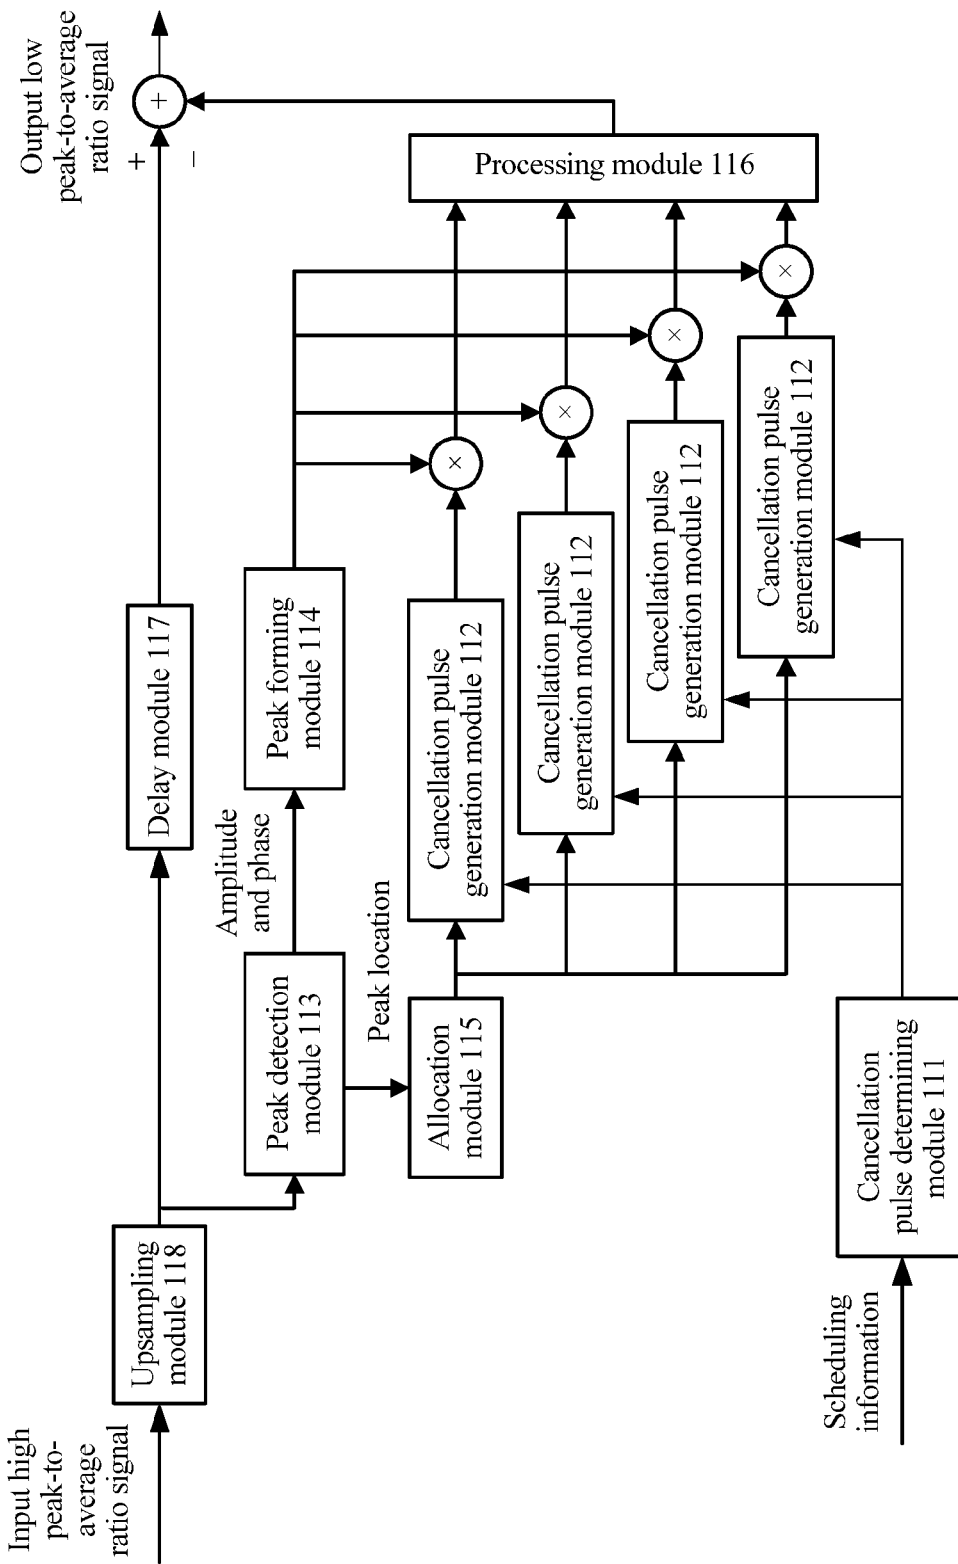 Input high
peak-to-
average
ratio signal
Upsampling
module 118
Delay module 117
+
−
+
Output low
peak-to-average
ratio signal
Peak detection
module 113
Amplitude
and phase
Peak forming
module 114
Peak location
Allocation
module 115
Cancellation pulse
generation module 112
×
Cancellation pulse
generation module 112
×
Cancellation pulse
generation module 112
×
Cancellation pulse
generation module 112
×
Processing module 116
Scheduling
information
Cancellation
pulse determining
module 111